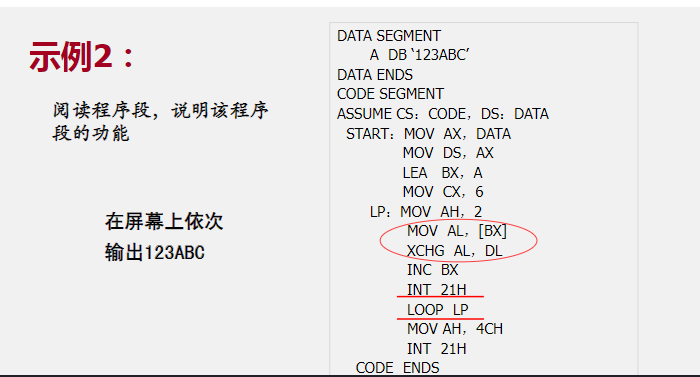 示例2：
阅读程序段，说明该程序
段的功能
在屏幕上依次
输出123ABC
DATA SEGMENT
A DB ‘123ABC’
DATA ENDS
CODE SEGMENT
ASSUME CS：CODE，DS：DATA
START：MOV AX，DATA
MOV DS，AX
LEA BX，A
MOV CX，6
LP：MOV AH，2
MOV AL，[BX]
XCHG AL，DL
INC BX
INT 21H
LOOP LP
MOV AH，4CH
INT 21H
CODE ENDS